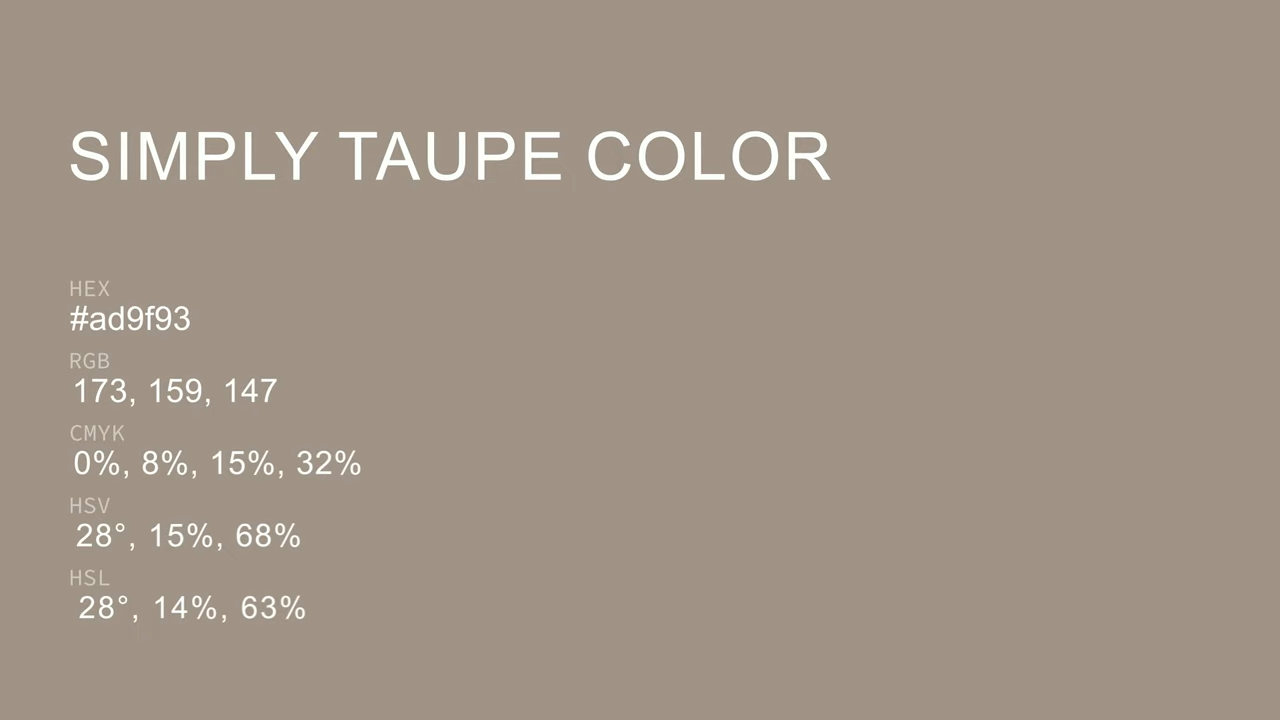 SIMPLY TAUPE COLOR
HEX
#ad9f93
RGB
173, 159, 147
CMYK
0%, 8%, 15%, 32%
HSV
28°, 15%, 68%
HSL
28°, 14%, 63%